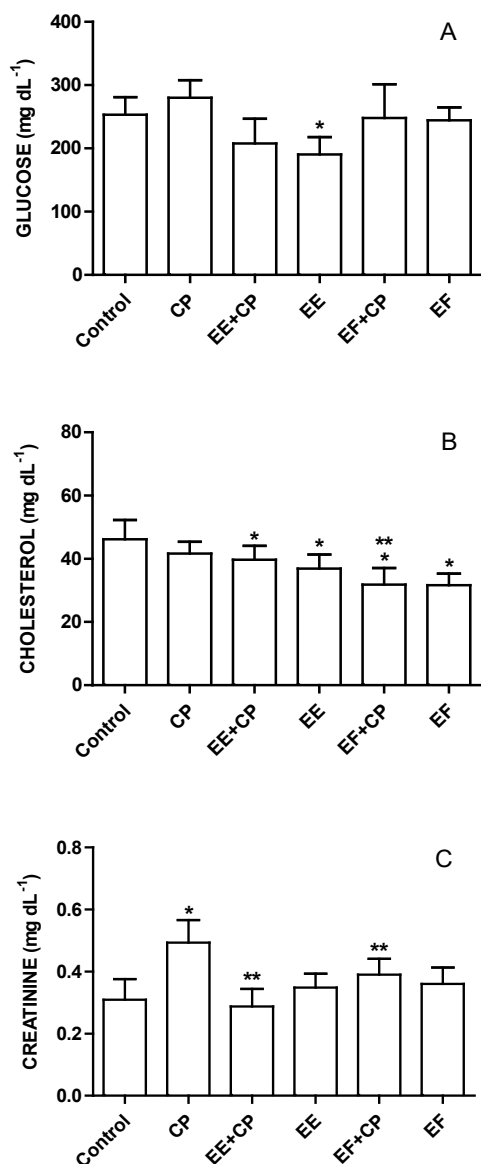 A
GLUCOSE (mg dL⁻¹)
400
300
200
100
0
*
Control
CP
EE+CP
EE
EF+CP
EF
B
CHOLESTEROL (mg dL⁻¹)
80
60
40
20
0
*
*
**
*
*
Control
CP
EE+CP
EE
EF+CP
EF
C
CREATININE (mg dL⁻¹)
0.8
0.6
0.4
0.2
0.0
*
**
**
Control
CP
EE+CP
EE
EF+CP
EF